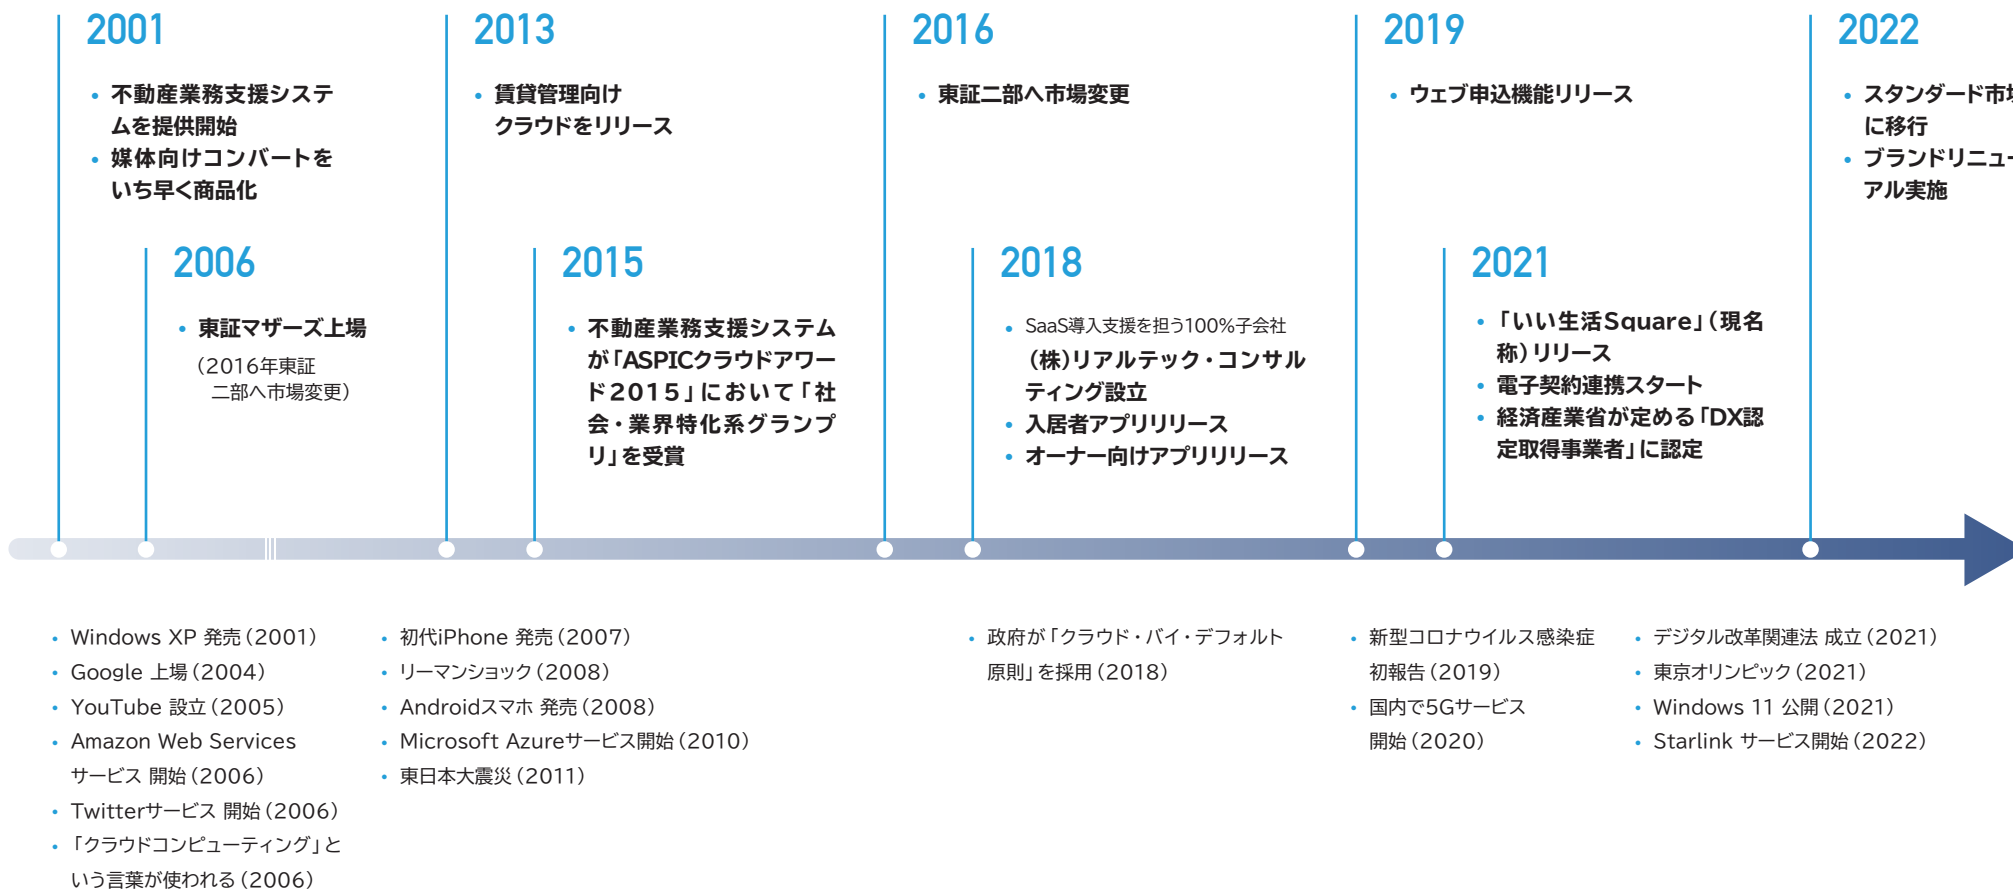 2001
• 不動産業務支援システ
ムを提供開始
• 媒体向けコンバートを
いち早く商品化
2006
• 東証マザーズ上場
(2016年東証
二部へ市場変更)
2013
• 賃貸管理向け
クラウドをリリース
2015
• 不動産業務支援システム
が「ASPICクラウドアワー
ド2015」において「社
会・業界特化系グランプ
リ」を受賞
2016
• 東証二部へ市場変更
2018
• SaaS導入支援を担う100%子会社
(株)リアルテック・コンサル
ティング設立
• 入居者アプリリリース
• オーナー向けアプリリリース
2019
• ウェブ申込機能リリース
2021
• 「いい生活Square」(現名
称)リリース
• 電子契約連携スタート
• 経済産業省が定める「DX認
定取得事業者」に認定
2022
• スタンダード市
に移行
• ブランドリニュー
アル実施
• Windows XP 発売(2001)
• Google 上場(2004)
• YouTube 設立(2005)
• Amazon Web Services
サービス 開始(2006)
• Twitterサービス 開始(2006)
• 「クラウドコンピューティング」と
いう言葉が使われる(2006)
• 初代iPhone 発売(2007)
• リーマンショック(2008)
• Androidスマホ 発売(2008)
• Microsoft Azureサービス開始(2010)
• 東日本大震災(2011)
• 政府が「クラウド・バイ・デフォルト
原則」を採用(2018)
• 新型コロナウイルス感染症
初報告(2019)
• 国内で5Gサービス
開始(2020)
• デジタル改革関連法 成立(2021)
• 東京オリンピック(2021)
• Windows 11 公開(2021)
• Starlink サービス開始(2022)